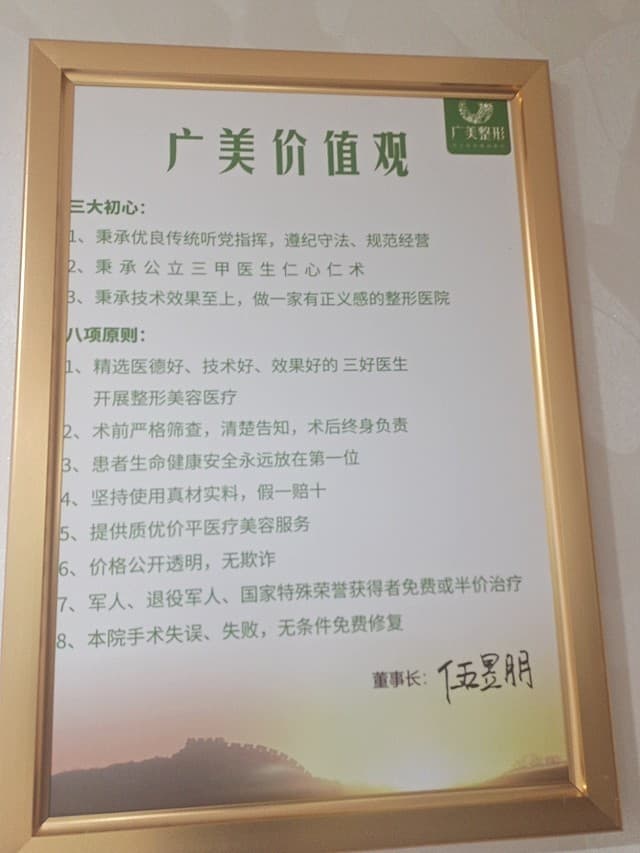 广美整形
广美价值观
三大初心：
1、秉承优良传统听党指挥，遵纪守法、规范经营
2、秉承公立三甲医生仁心仁术
3、秉承技术效果至上，做一家有正义感的整形医院
八项原则：
1、精选医德好、技术好、效果好的 三好医生
开展整形美容医疗
2、术前严格筛查，清楚告知，术后终身负责
3、患者生命健康安全永远放在第一位
4、坚持使用真材实料，假一赔十
5、提供质优价平医疗美容服务
6、价格公开透明，无欺诈
7、军人、退役军人、国家特殊荣誉获得者免费或半价治疗
8、本院手术失误、失败，无条件免费修复
董事长：伍昱朋